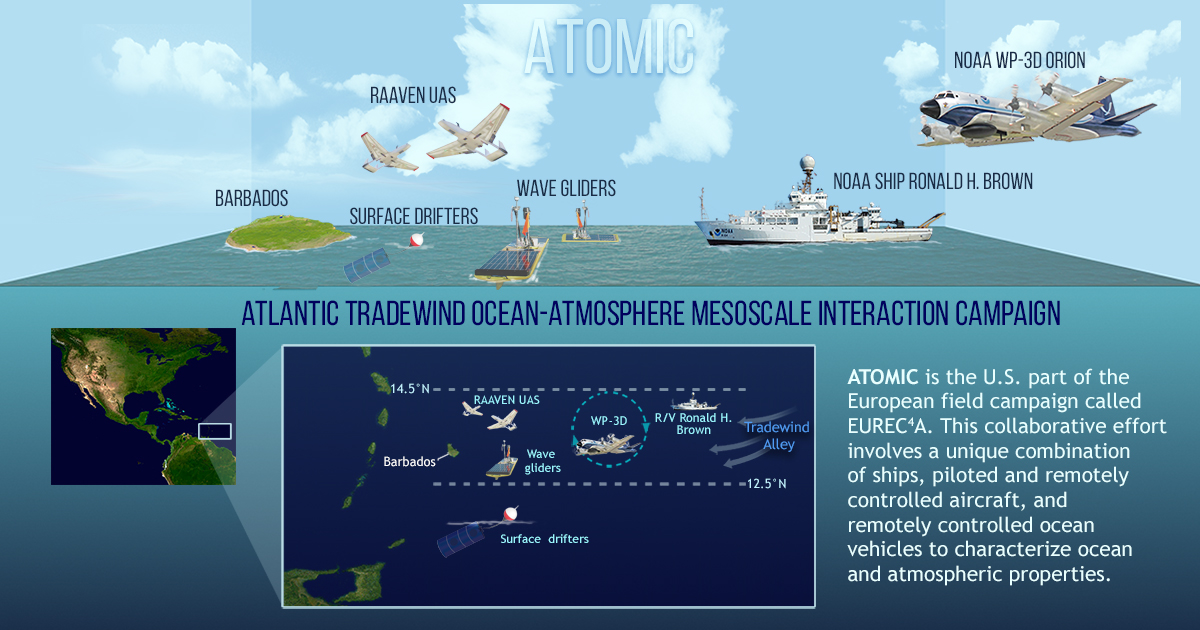 ATOMIC
NOAA WP-3D ORION
RAAVEN UAS
WAVE GLIDERS
NOAA SHIP RONALD H. BROWN
BARBADOS
SURFACE DRIFTERS
NOAA
ATLANTIC TRADEWIND OCEAN-ATMOSPHERE MESOSCALE INTERACTION CAMPAIGN
14.5°N
RAAVEN UAS
WP-3D
R/V Ronald H.
Brown
Tradewind
Alley
Barbados
Wave
gliders
12.5°N
Surface drifters
ATOMIC is the U.S. part of the
European field campaign called
EUREC⁴A. This collaborative effort
involves a unique combination
of ships, piloted and remotely
controlled aircraft, and
remotely controlled ocean
vehicles to characterize ocean
and atmospheric properties.